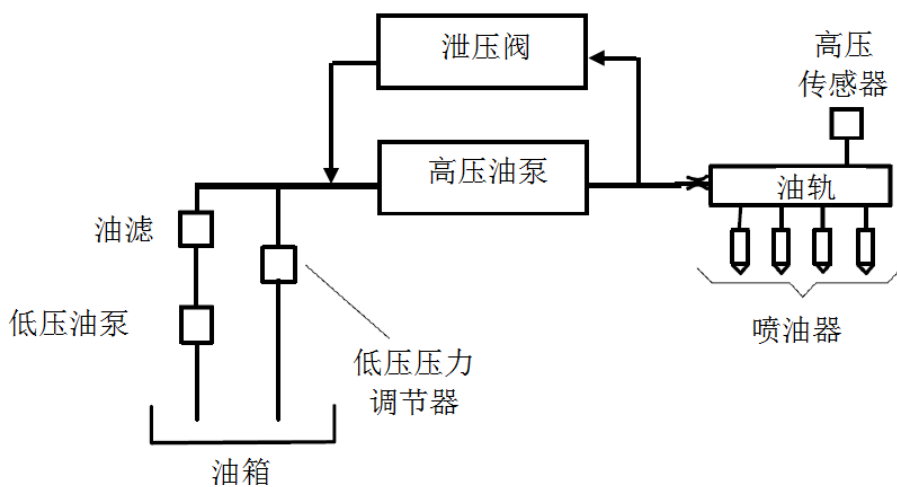 泄压阀
高压
传感器
高压油泵
油轨
油滤
低压油泵
喷油器
低压压力
调节器
油箱